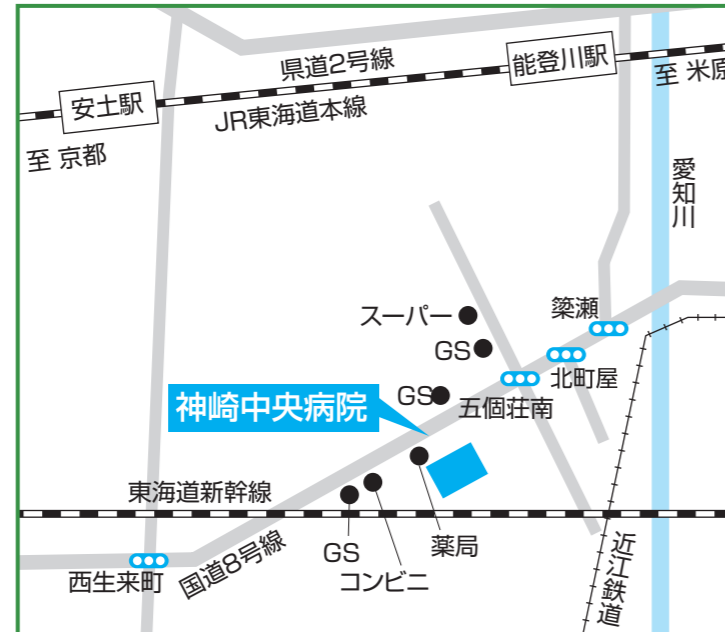 県道2号線
能登川駅
至 米原
安土駅
JR東海道本線
至 京都
愛知川
スーパー
簗瀬
GS
北町屋
GS
五個荘南
神崎中央病院
東海道新幹線
国道8号線
GS
薬局
コンビニ
西生来町
近江鉄道